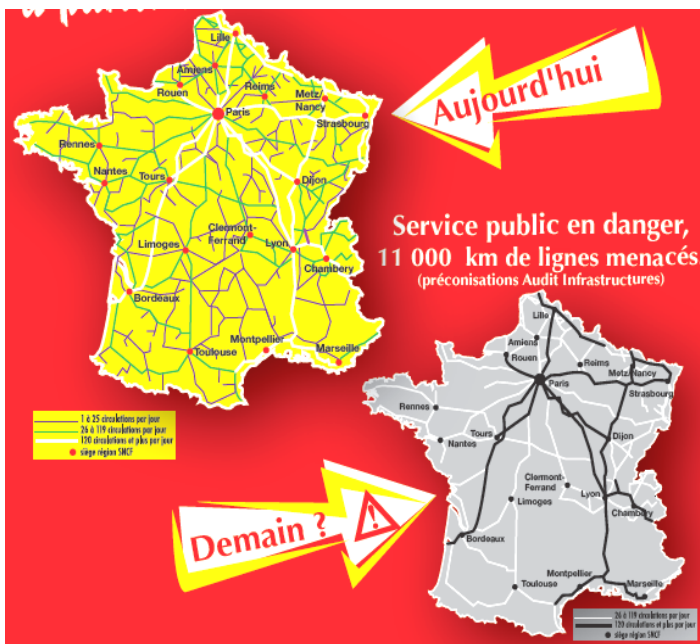 Lille
Amiens
Rouen
Reims
Metz/
Nancy
Paris
Strasbourg
Rennes
Nantes
Tours
Dijon
Clermont-
Ferrand
Limoges
Lyon
Chambery
Bordeaux
Montpellier
Toulouse
Marseille
1 à 25 circulations par jour
26 à 119 circulations par jour
120 circulations et plus par jour
siège région SNCF
Aujourd'hui
Service public en danger,
11 000 km de lignes menacés
(préconisations Audit Infrastructures)
Lille
Amiens
Rouen
Reims
Metz/Nancy
Paris
Strasbourg
Rennes
Nantes
Tours
Dijon
Clermont-
Ferrand
Limoges
Lyon
Chambery
Bordeaux
Toulouse
Montpellier
Marseille
26 à 119 circulations par jour
120 circulations et plus par jour
siège région SNCF
Demain ?